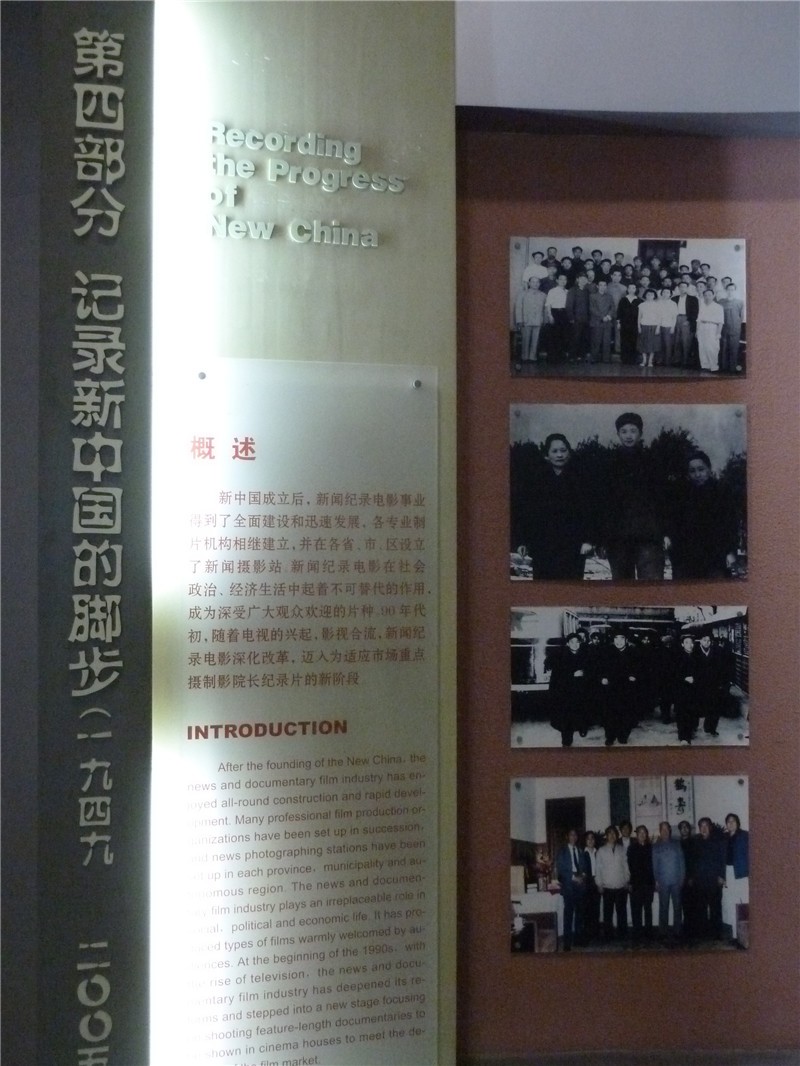 第四部分 记录新中国的脚步（一九四九 二〇〇五
Recording
the Progress
of
New China
概述
新中国成立后，新闻纪录电影事业
得到了全面建设和迅速发展，各专业制
片机构相继建立，并在各省、市、区设立
了新闻摄影站。新闻纪录电影在社会
政治、经济生活中起着不可替代的作用，
成为深受广大观众欢迎的片种。90年代
初，随着电视的兴起，影视合流，新闻纪
录电影深化改革，迈入为适应市场重点
摄制影院长纪录片的新阶段
INTRODUCTION
After the founding of the New China, the
news and documentary film industry has en-
joyed all-round construction and rapid devel-
opment. Many professional film production or-
ganizations have been set up in succession,
and news photographing stations have been
set up in each province, municipality and au-
tonomous region. The news and documen-
tary film industry plays an irreplaceable role in
social, political and economic life. It has pro-
duced types of films warmly welcomed by au-
diences. At the beginning of the 1990s, with
the rise of television, the news and docu-
mentary film industry has deepened its re-
forms and stepped into a new stage focusing
shooting feature-length documentaries to
shown in cinema houses to meet the de-
of the film market.
鹤寿